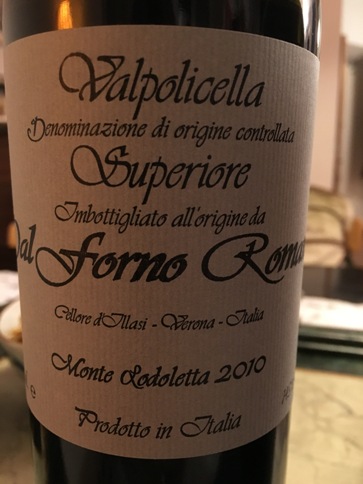 Valpolicella
Denominazione di origine controllata
Superiore
Imbottigliato all'origine da
Dal Forno Roma
Cellore d'Illasi - Verona - Italia
Monte Lodoletta 2010
e
Prodotto in Italia